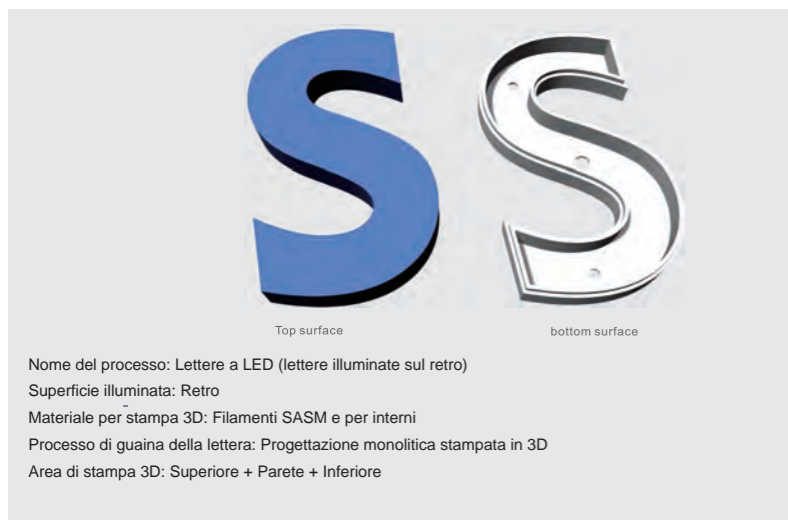 Top surface
bottom surface
Nome del processo: Lettere a LED (lettere illuminate sul retro)
Superficie illuminata: Retro
Materiale per stampa 3D: Filamenti SASM e per interni
Processo di guaina della lettera: Progettazione monolitica stampata in 3D
Area di stampa 3D: Superiore + Parete + Inferiore